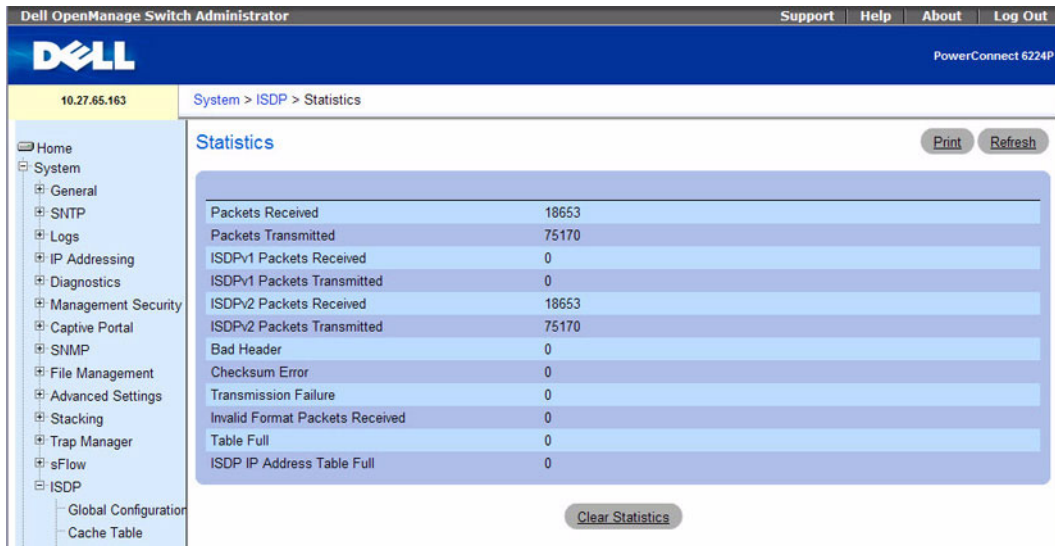 Dell OpenManage Switch Administrator
Support Help About Log Out
DELL
PowerConnect 6224P
10.27.65.163
System > ISDP > Statistics
Home
System
General
SNTP
Logs
IP Addressing
Diagnostics
Management Security
Captive Portal
SNMP
File Management
Advanced Settings
Stacking
Trap Manager
sFlow
ISDP
Global Configuration
Cache Table
Statistics
Print Refresh
Packets Received 18653
Packets Transmitted 75170
ISDPv1 Packets Received 0
ISDPv1 Packets Transmitted 0
ISDPv2 Packets Received 18653
ISDPv2 Packets Transmitted 75170
Bad Header 0
Checksum Error 0
Transmission Failure 0
Invalid Format Packets Received 0
Table Full 0
ISDP IP Address Table Full 0
Clear Statistics